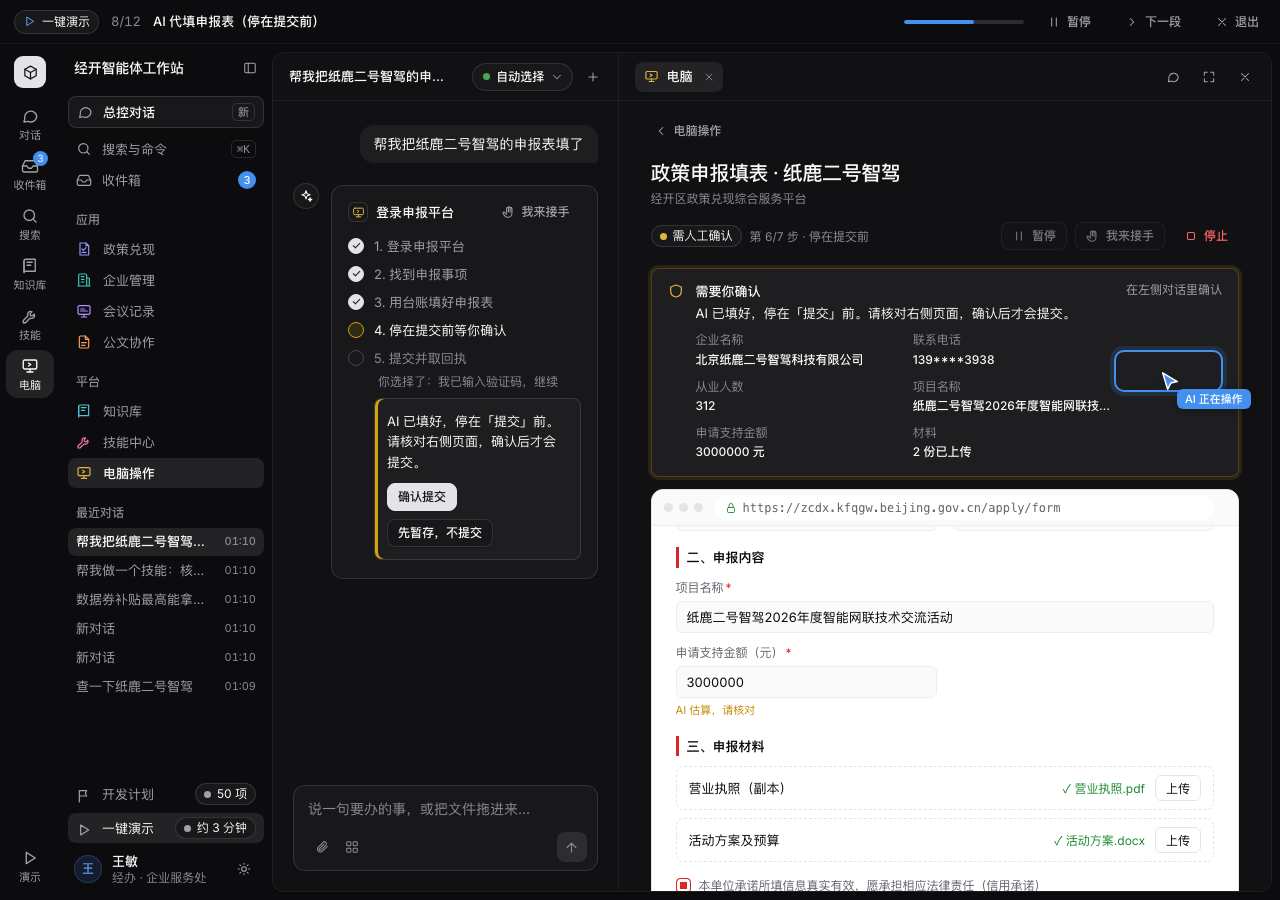 一键演示 8/12 AI 代填申报表（停在提交前） 暂停 下一段 退出
对话
收件箱
3
搜索
知识库
技能
电脑
演示
经开智能体工作站
总控对话 新
搜索与命令 ⌘K
收件箱 3
应用
政策兑现
企业管理
会议记录
公文协作
平台
知识库
技能中心
电脑操作
最近对话
帮我把纸鹿二号智驾... 01:10
帮我做一个技能：核... 01:10
数据券补贴最高能拿... 01:10
新对话 01:10
新对话 01:10
查一下纸鹿二号智驾 01:09
开发计划 50 项
一键演示 约 3 分钟
王 王敏
经办 · 企业服务处
帮我把纸鹿二号智驾的申... 自动选择
帮我把纸鹿二号智驾的申报表填了
登录申报平台 我来接手
1. 登录申报平台
2. 找到申报事项
3. 用台账填好申报表
4. 停在提交前等你确认
5. 提交并取回执
你选择了：我已输入验证码，继续
AI 已填好，停在「提交」前。
请核对右侧页面，确认后才会
提交。
确认提交
先暂存，不提交
说一句要办的事，或把文件拖进来...
电脑
电脑操作
政策申报填表 · 纸鹿二号智驾
经开区政策兑现综合服务平台
需人工确认 第 6/7 步 · 停在提交前 暂停 我来接手 停止
需要你确认 在左侧对话里确认
AI 已填好，停在「提交」前。请核对右侧页面，确认后才会提交。
企业名称 联系电话
北京纸鹿二号智驾科技有限公司 139****3938
从业人数 项目名称
312 纸鹿二号智驾2026年度智能网联技...
申请支持金额 材料
3000000 元 2 份已上传
AI 正在操作
https://zcdx.kfqgw.beijing.gov.cn/apply/form
二、申报内容
项目名称*
纸鹿二号智驾2026年度智能网联技术交流活动
申请支持金额（元）*
3000000
AI 估算，请核对
三、申报材料
营业执照（副本） ✓ 营业执照.pdf 上传
活动方案及预算 ✓ 活动方案.docx 上传
本单位承诺所填信息真实有效，愿承担相应法律责任（信用承诺）